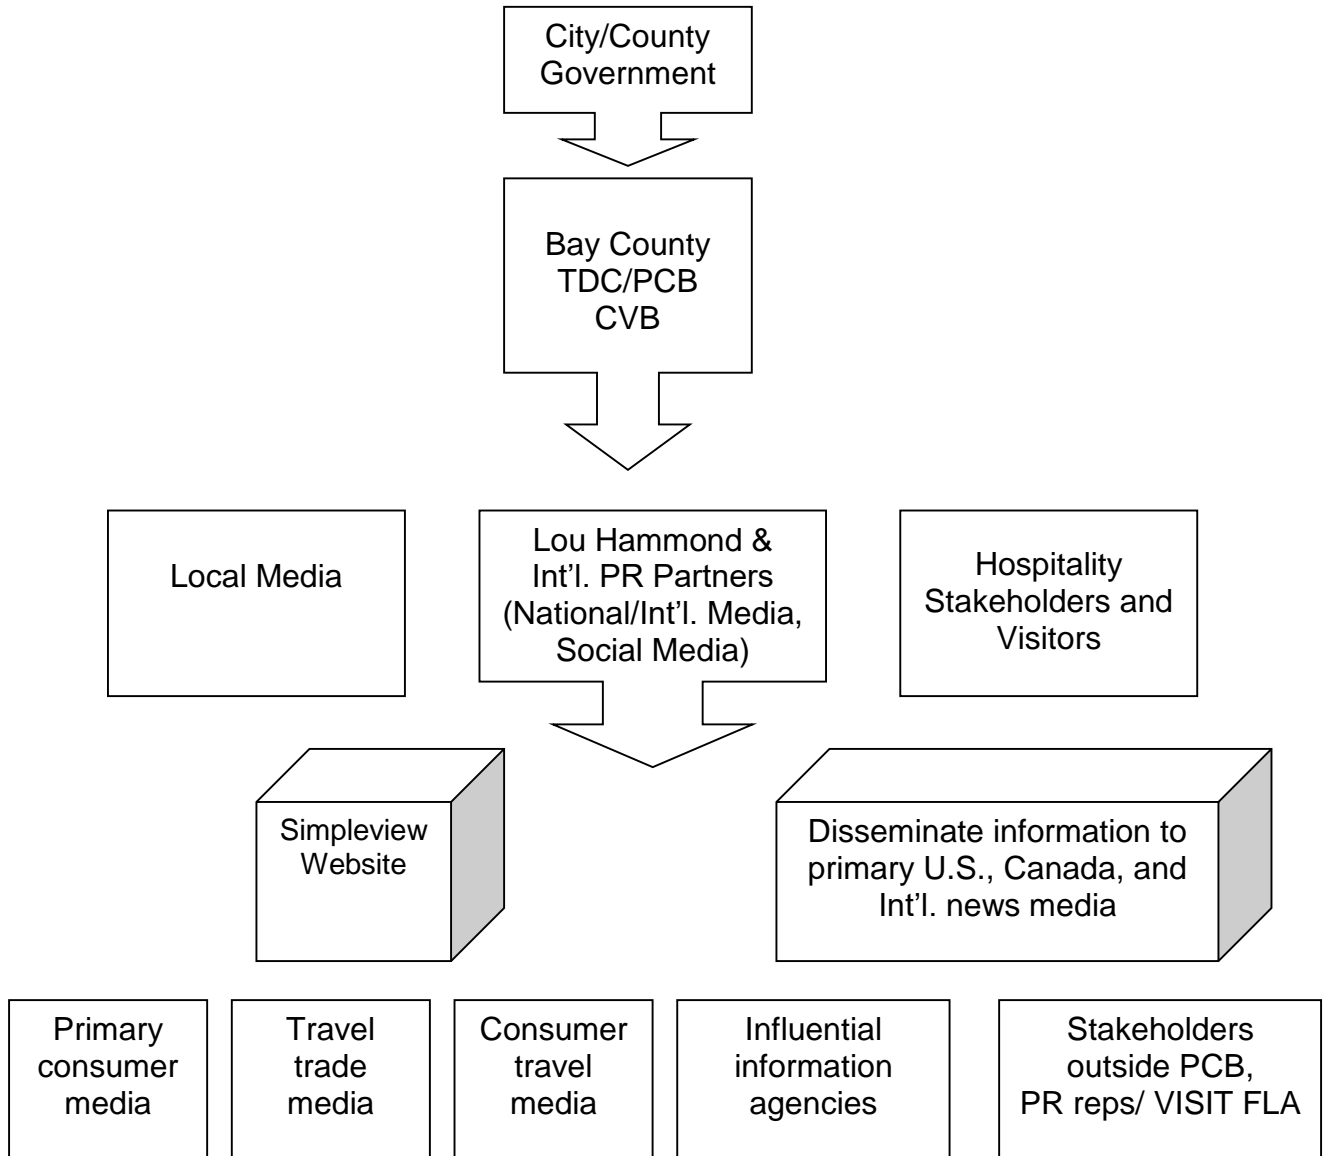 City/County
Government
Bay County
TDC/PCB
CVB
Local Media
Lou Hammond &
Int’l. PR Partners
(National/Int’l. Media,
Social Media)
Hospitality
Stakeholders and
Visitors
Simpleview
Website
Disseminate information to
primary U.S., Canada, and
Int’l. news media
Primary
consumer
media
Travel
trade
media
Consumer
travel
media
Influential
information
agencies
Stakeholders
outside PCB,
PR reps/ VISIT FLA